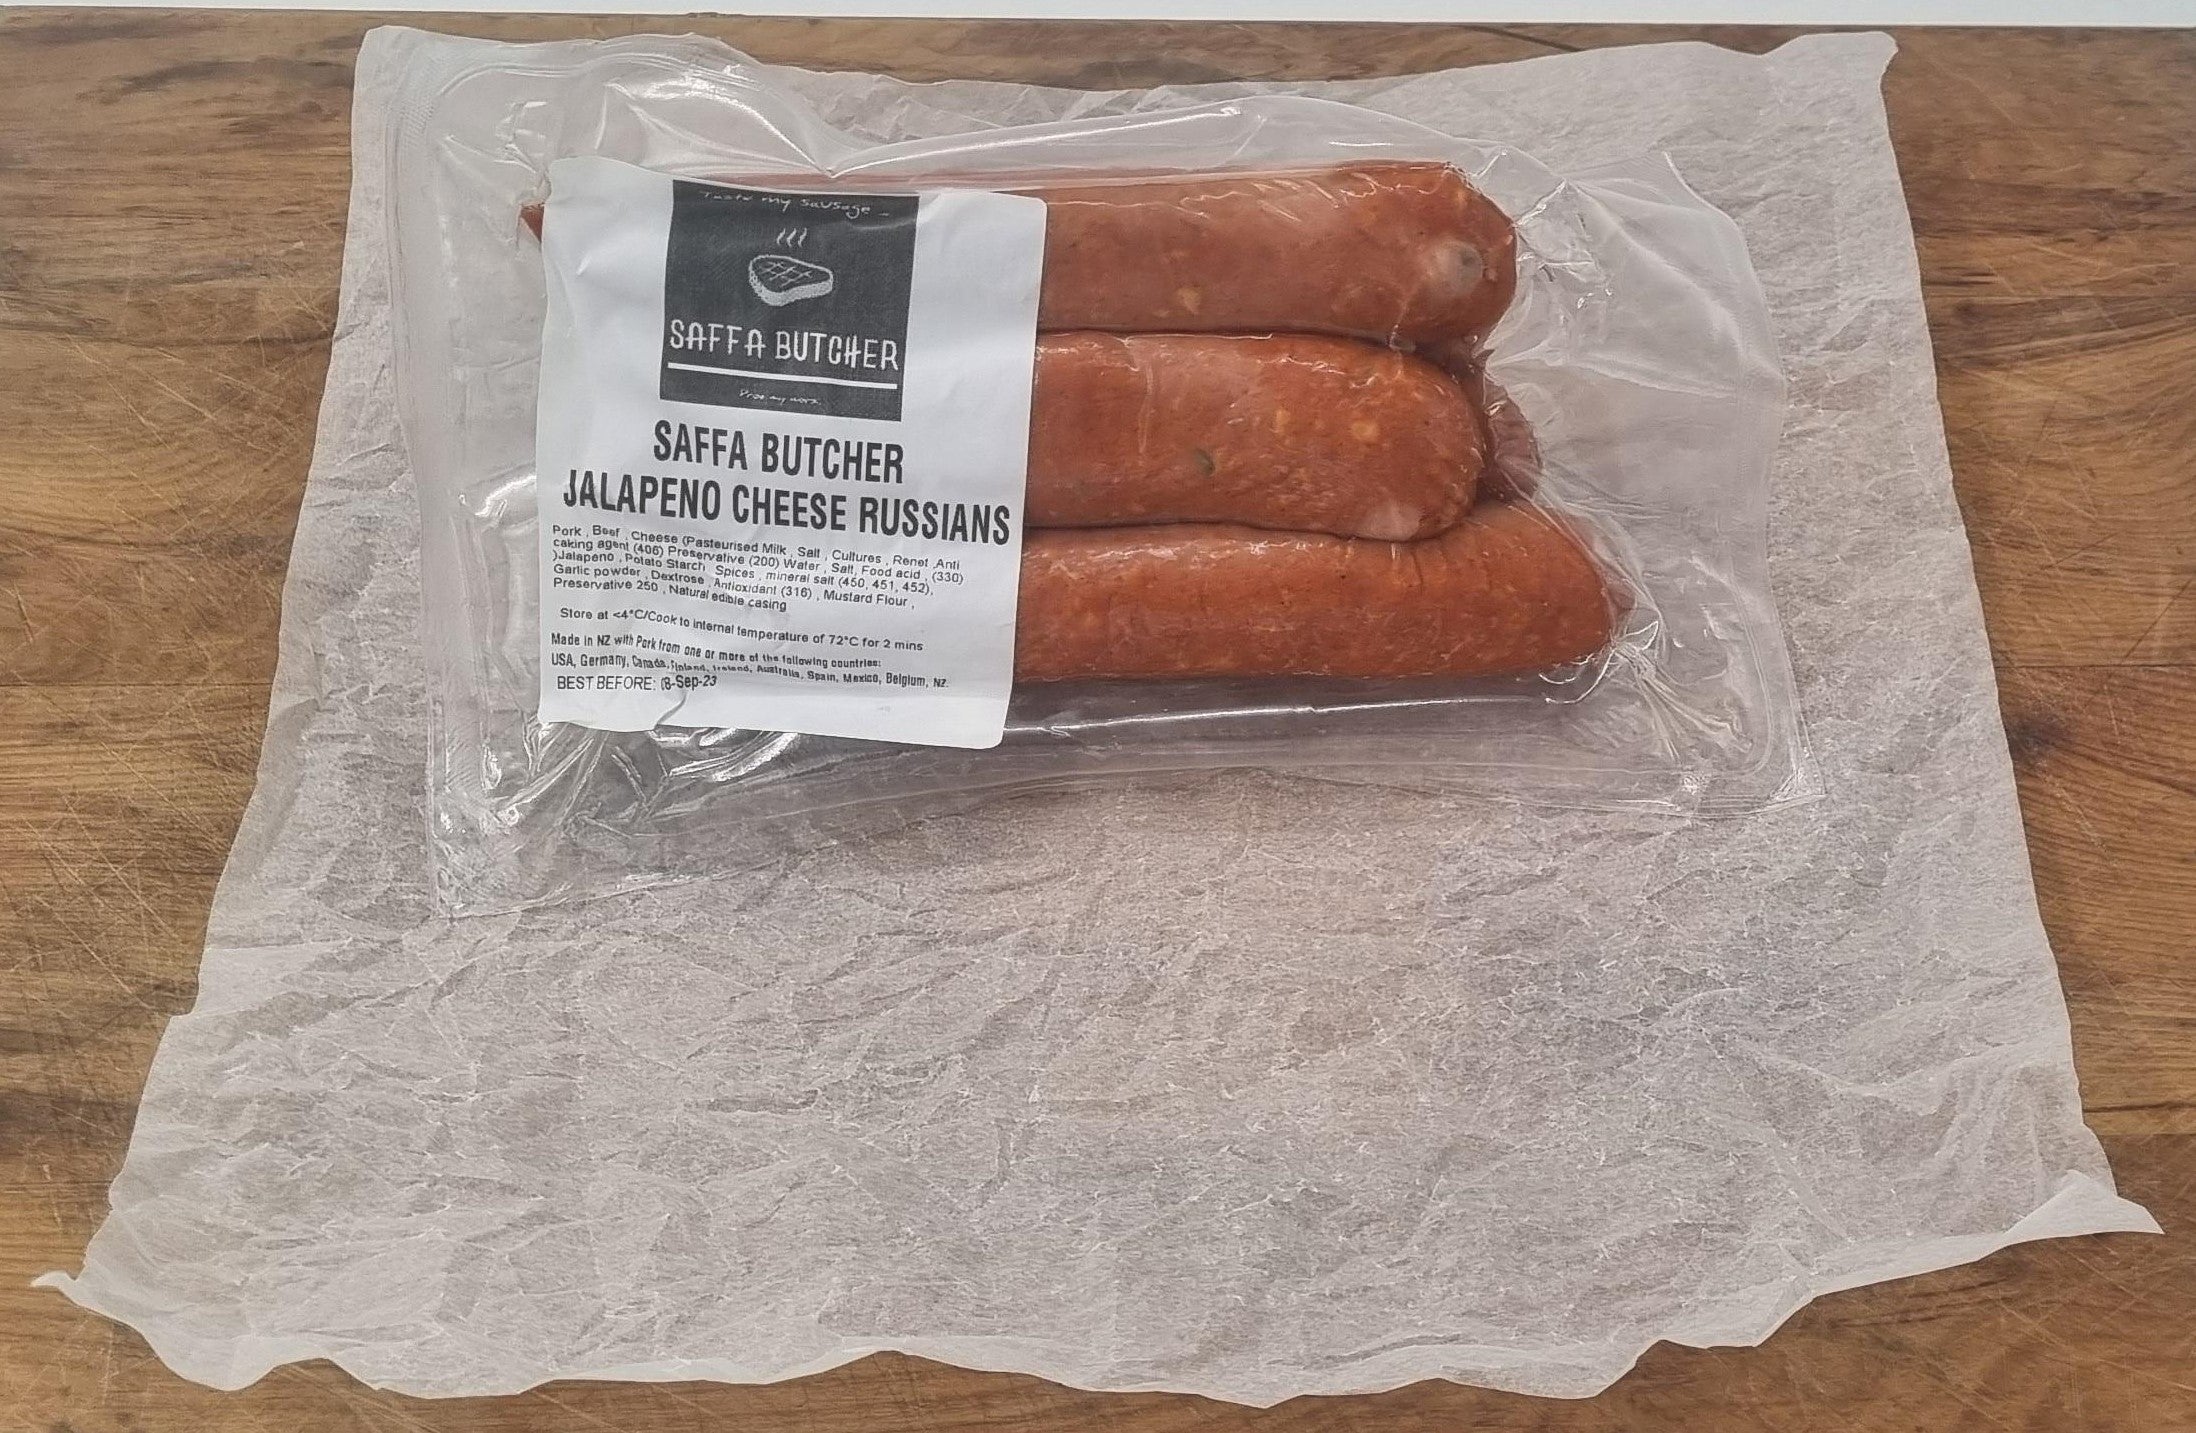 Taste my sausage -
SAFFA BUTCHER
SAFFA BUTCHER
JALAPENO CHEESE RUSSIANS
Pork , Beef , Cheese (Pasteurised Milk , Salt , Cultures , Renet ,Anti
caking agent (406) Preservative (200) Water , Salt, Food acid , (330)
)Jalapeno , Potato Starch, Spices , mineral salt (450, 451, 452),
Garlic powder , Dextrose , Antioxidant (316) , Mustard Flour ,
Preservative 250 , Natural edible casing
Store at <4°C/Cook to internal temperature of 72°C for 2 mins
Made in NZ with Pork from one or more of the following countries:
USA, Germany, Canada, Finland, Ireland, Australia, Spain, Mexico, Belgium, NZ.
BEST BEFORE: -Sep-23